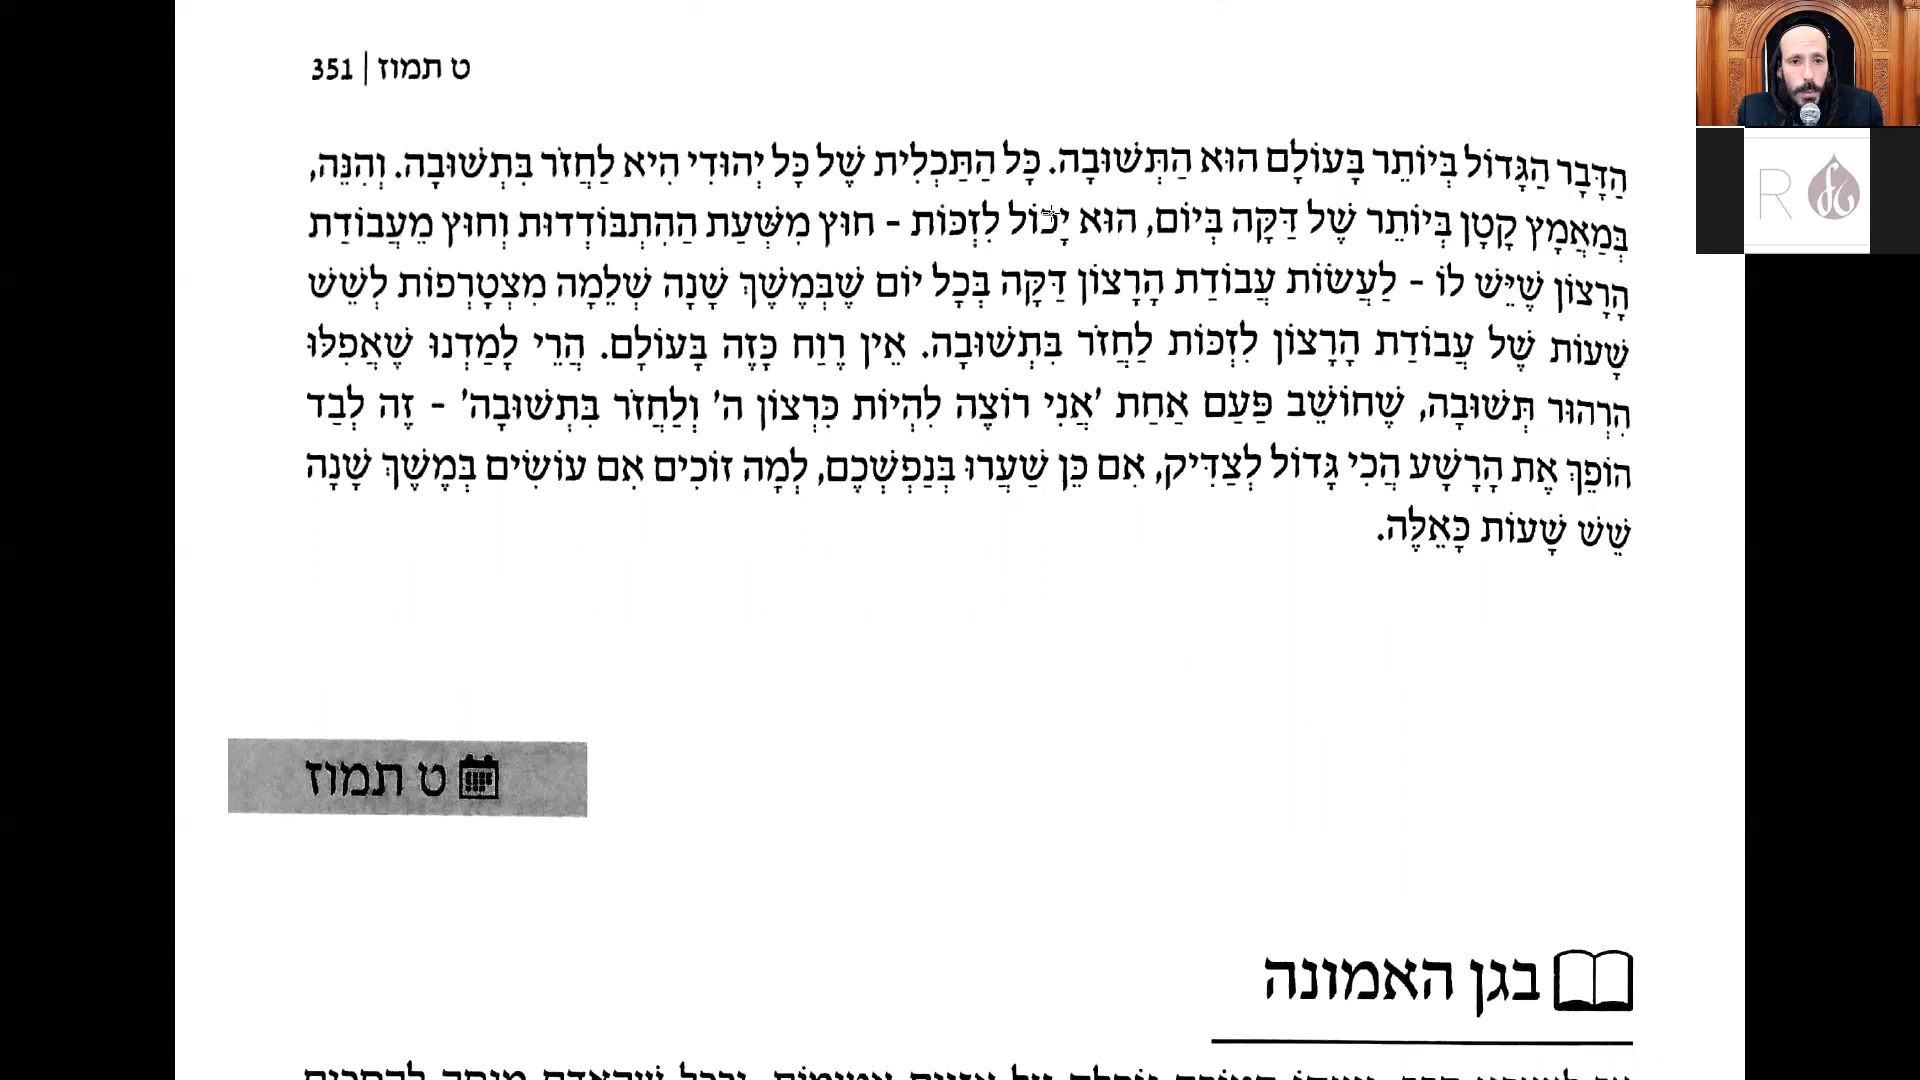 ט תמוז | 351
הַדָּבָר הַגָּדוֹל בְּיוֹתֵר בָּעוֹלָם הוּא הַתְּשׁוּבָה. כָּל הַתַּכְלִית שֶׁל כָּל יְהוּדִי הִיא לַחֲזֹר בִּתְשׁוּבָה. וְהִנֵּה,
בְּמַאֲמָץ קָטָן בְּיוֹתֵר שֶׁל דַּקָּה בְּיוֹם, הוּא יָכוֹל לִזְכּוֹת - חוּץ מִשְּׁעַת הַהִתְבּוֹדְדוּת וְחוּץ מֵעֲבוֹדַת
הָרָצוֹן שֶׁיֵּשׁ לוֹ - לַעֲשׂוֹת עֲבוֹדַת הָרָצוֹן דַּקָּה בְּכָל יוֹם שֶׁבְּמֶשֶׁךְ שָׁנָה שְׁלֵמָה מִצְטָרְפוֹת לְשֵׁשׁ
שָׁעוֹת שֶׁל עֲבוֹדַת הָרָצוֹן לִזְכּוֹת לַחֲזֹר בִּתְשׁוּבָה. אֵין רֶוַח כָּזֶה בָּעוֹלָם. הֲרֵי לָמַדְנוּ שֶׁאֲפִלּוּ
הִרְהוּר תְּשׁוּבָה, שֶׁחוֹשֵׁב פַּעַם אַחַת 'אֲנִי רוֹצֶה לִהְיוֹת כִּרְצוֹן ה' וְלַחֲזֹר בִּתְשׁוּבָה' - זֶה לְבַד
הוֹפֵךְ אֶת הָרָשָׁע הֲכִי גָּדוֹל לְצַדִּיק, אִם כֵּן שַׁעֲרוּ בְּנַפְשְׁכֶם, לְמָה זוֹכִים אִם עוֹשִׂים בְּמֶשֶׁךְ שָׁנָה
שֵׁשׁ שָׁעוֹת כָּאֵלֶּה.
ט תמוז
בגן האמונה
R